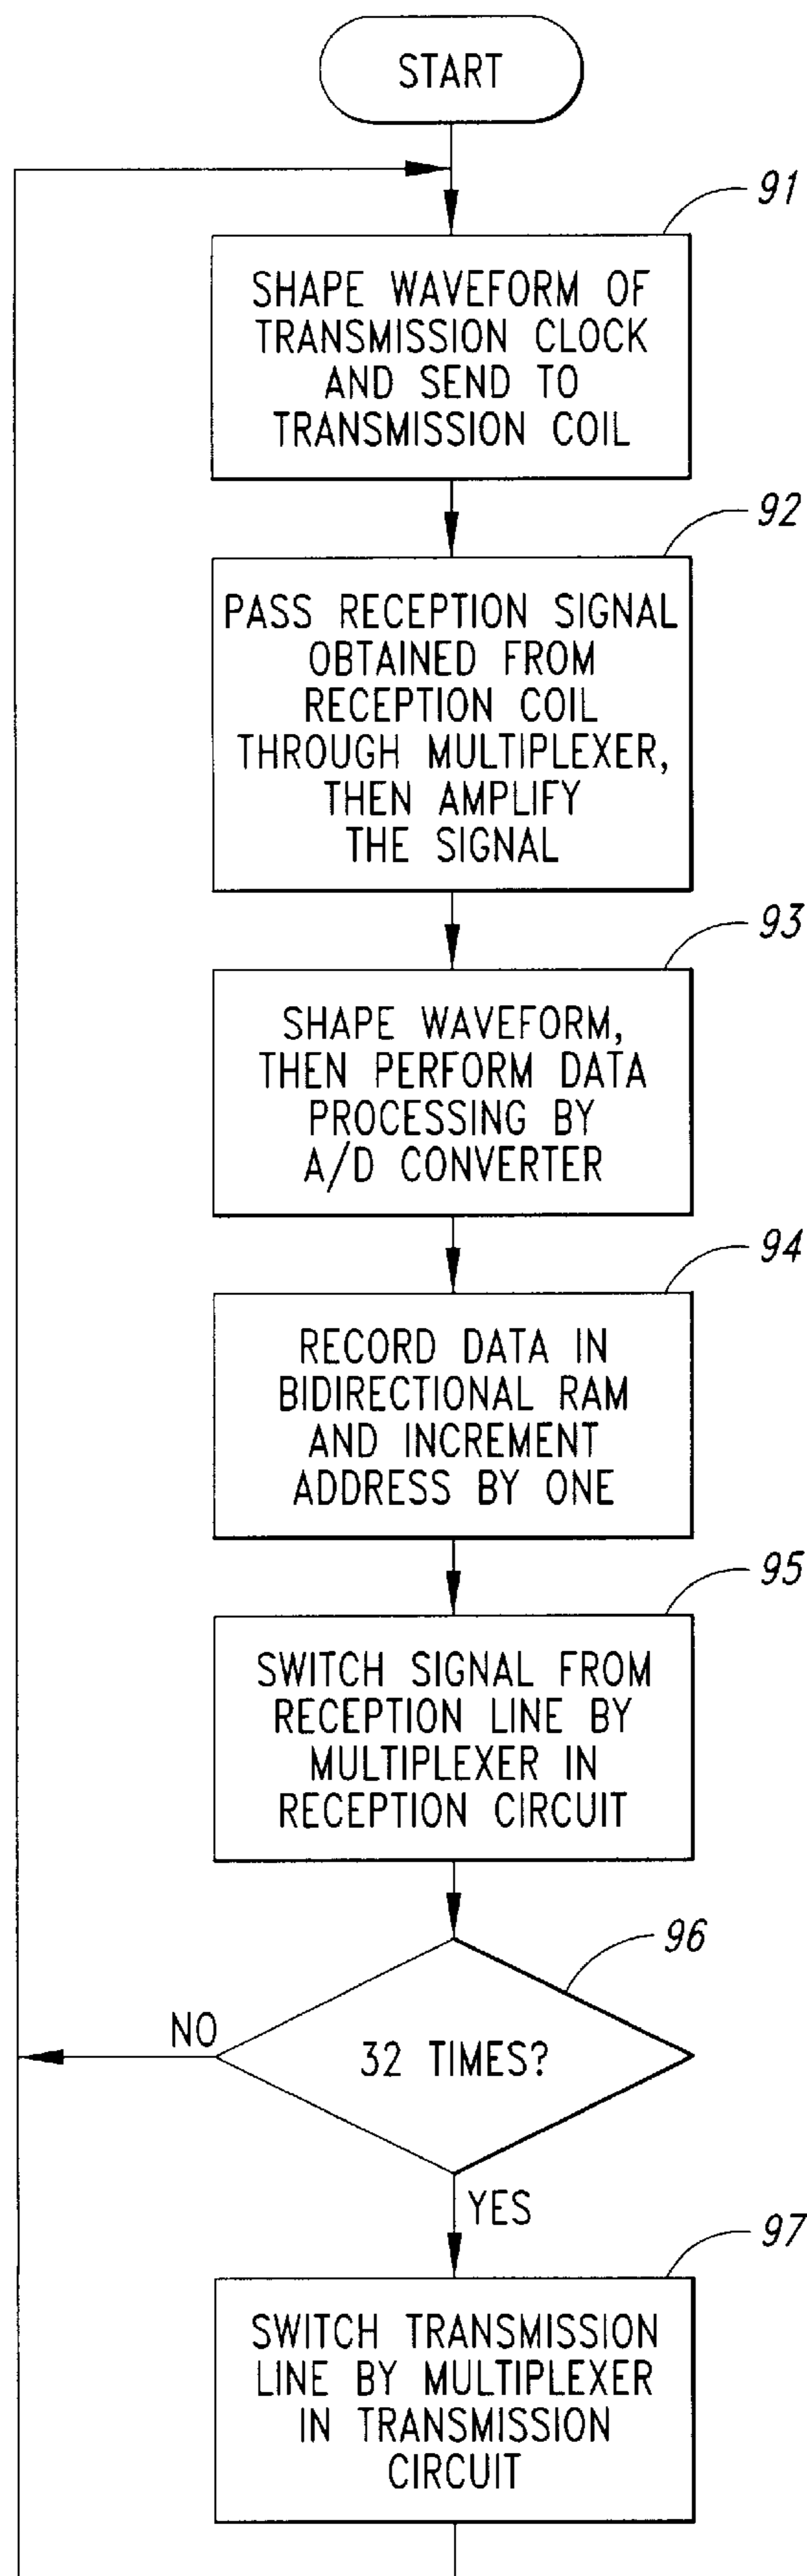 START
91
SHAPE WAVEFORM OF
TRANSMISSION CLOCK
AND SEND TO
TRANSMISSION COIL
92
PASS RECEPTION SIGNAL
OBTAINED FROM
RECEPTION COIL
THROUGH MULTIPLEXER,
THEN AMPLIFY
THE SIGNAL
93
SHAPE WAVEFORM,
THEN PERFORM DATA
PROCESSING BY
A/D CONVERTER
94
RECORD DATA IN
BIDIRECTIONAL RAM
AND INCREMENT
ADDRESS BY ONE
95
SWITCH SIGNAL FROM
RECEPTION LINE BY
MULTIPLEXER IN
RECEPTION CIRCUIT
96
NO
32 TIMES?
YES
97
SWITCH TRANSMISSION
LINE BY MULTIPLEXER
IN TRANSMISSION
CIRCUIT